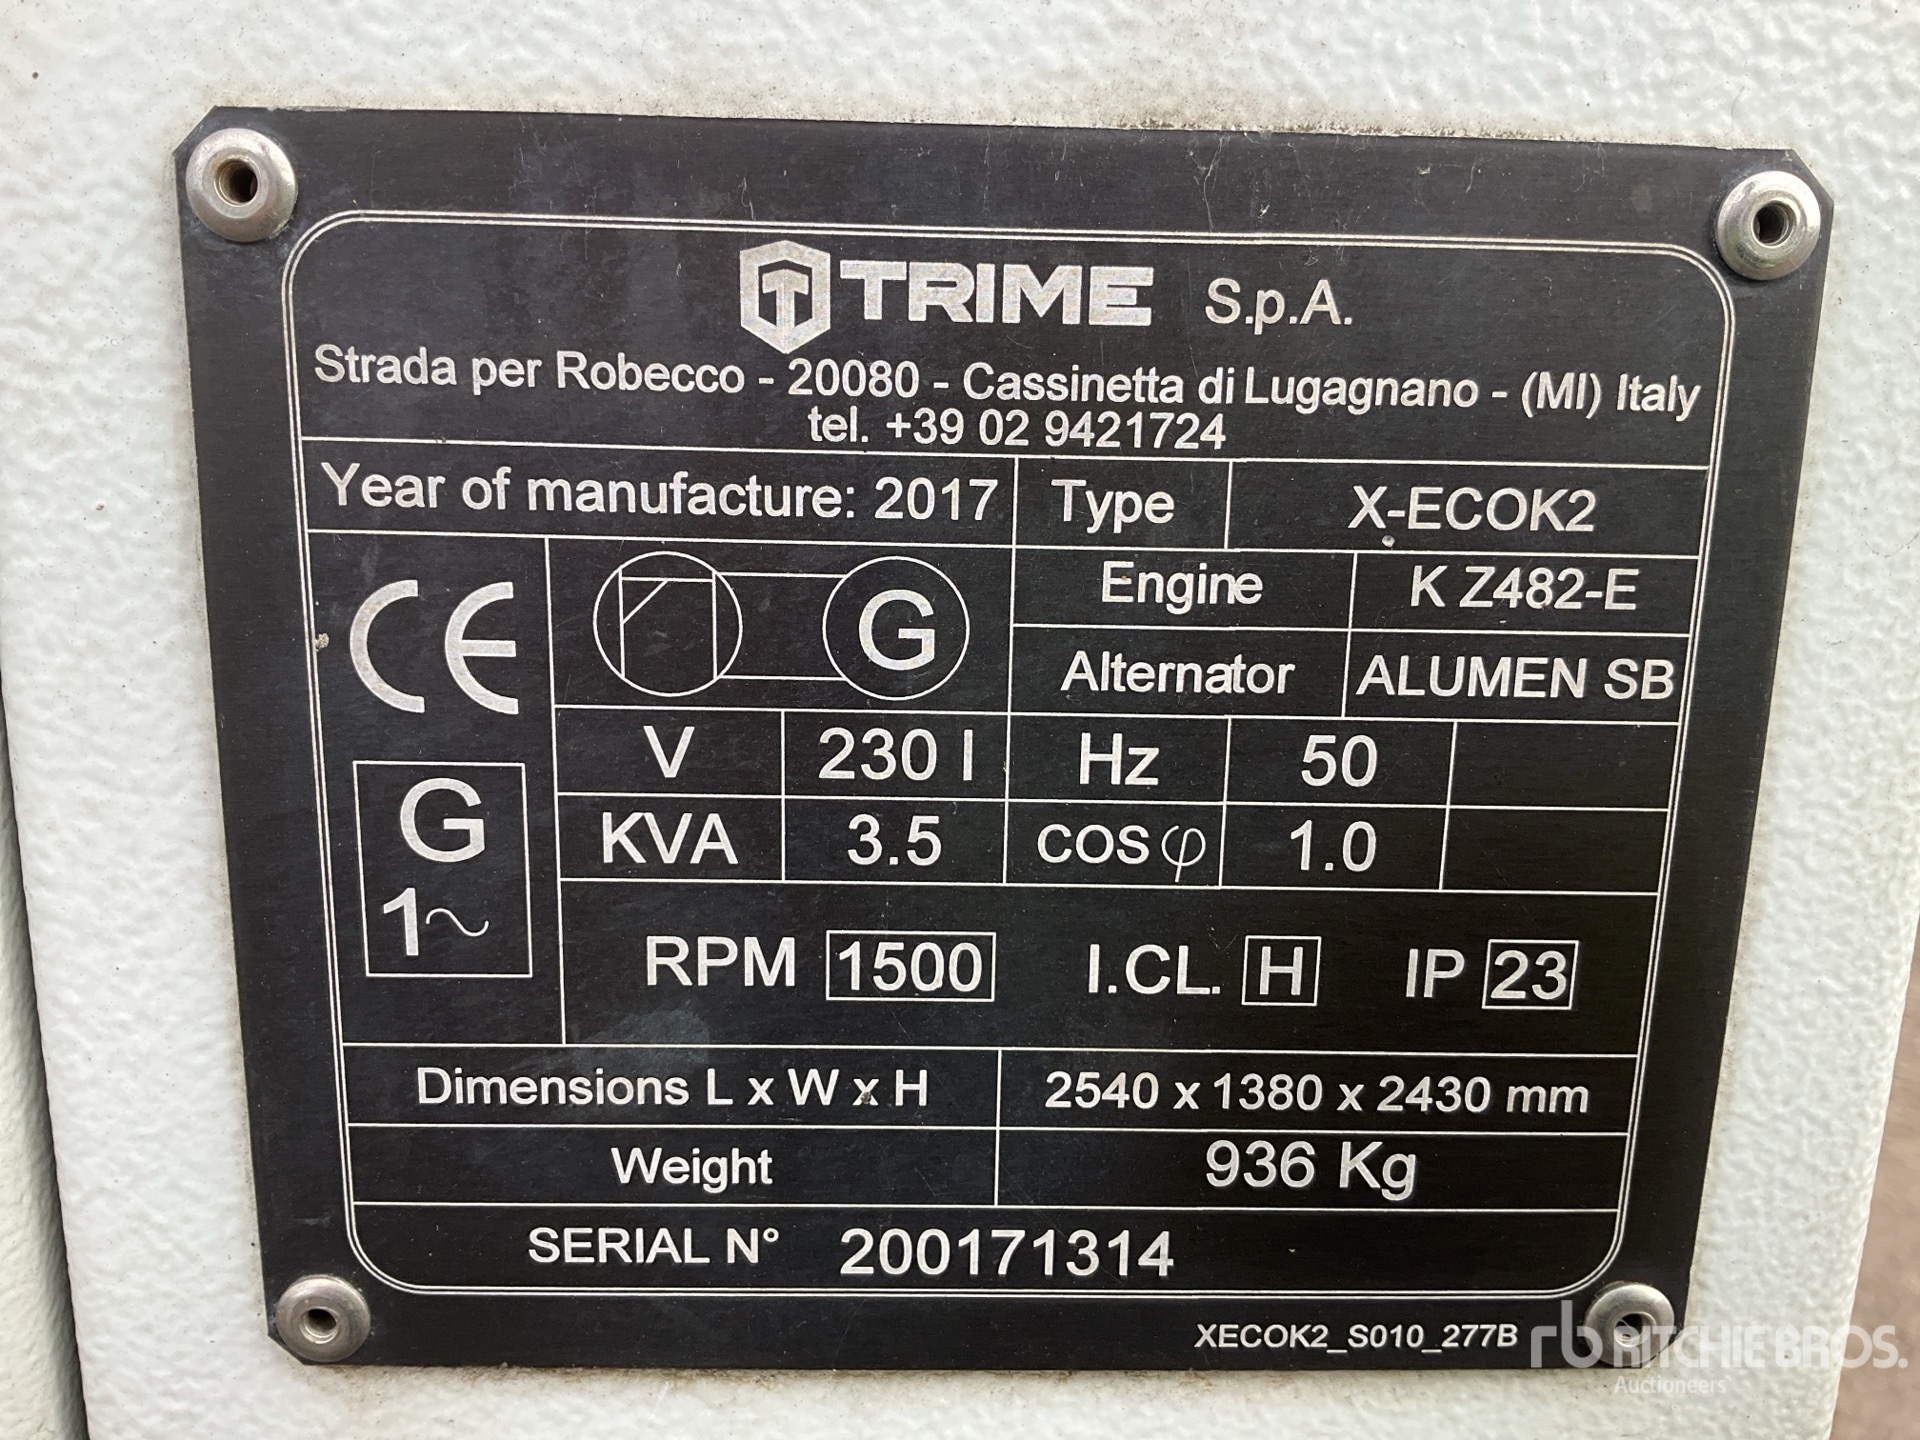 TRIME S.p.A.
Strada per Robecco - 20080 - Cassinetta di Lugagnano - (MI) Italy
tel. +39 02 9421724
Year of manufacture: 2017 Type X-ECOK2
CE G Engine K Z482-E
Alternator ALUMEN SB
V 230 I Hz 50
KVA 3.5 COS φ 1.0
G
1~
RPM 1500 I.CL. H IP 23
Dimensions L x W x H 2540 x 1380 x 2430 mm
Weight 936 Kg
SERIAL N° 200171314
XECOK2_S010_277B
rb RITCHIE BROS.
Auctioneers